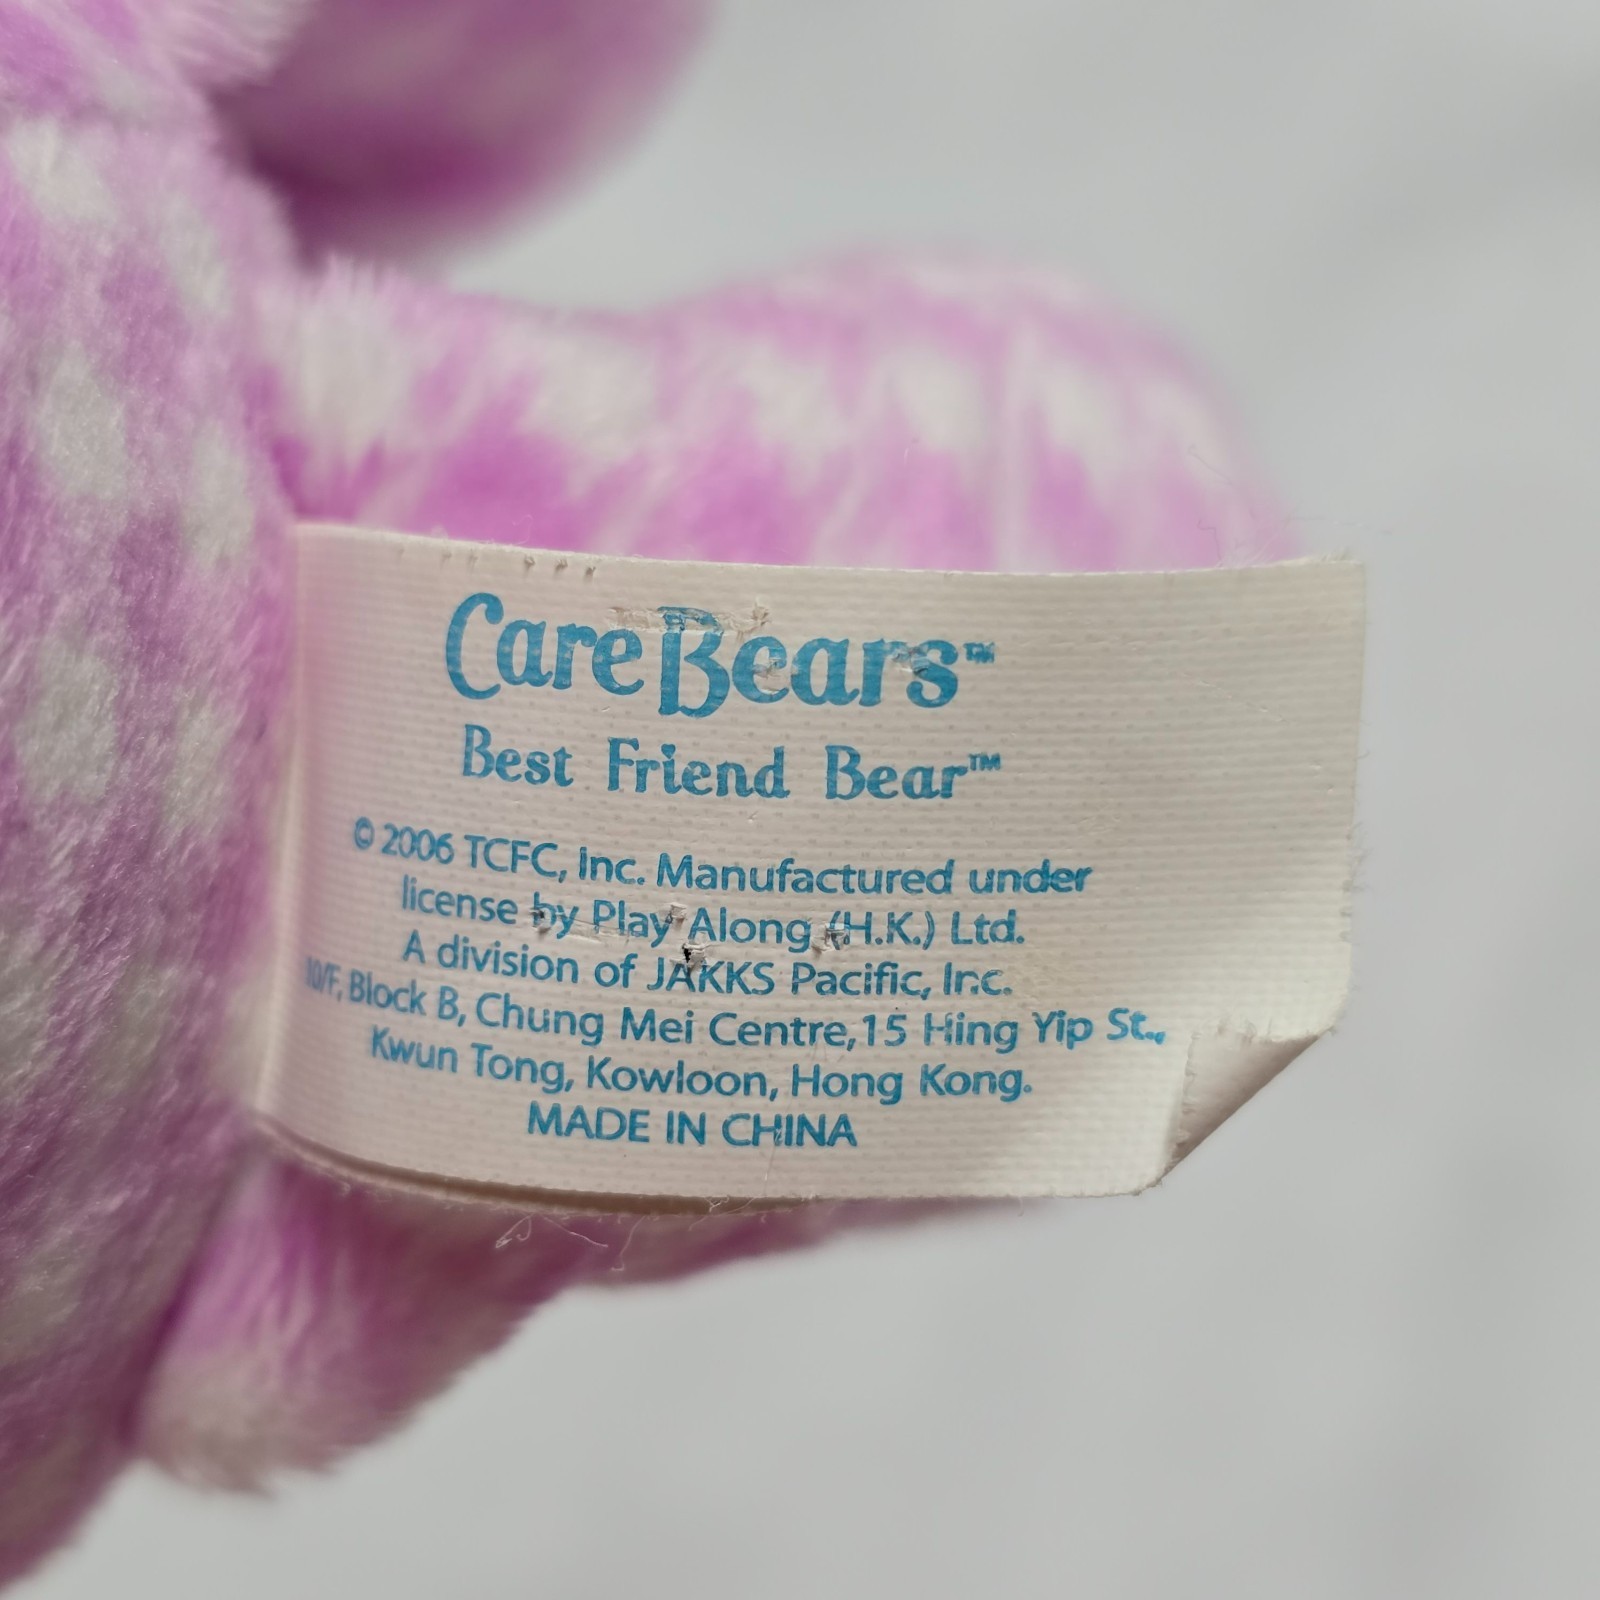 Care Bears™
Best Friend Bear™
© 2006 TCFC, Inc. Manufactured under
license by Play Along (H.K.) Ltd.
A division of JAKKS Pacific, Inc.
10/F, Block B, Chung Mei Centre,15 Hing Yip St.,
Kwun Tong, Kowloon, Hong Kong.
MADE IN CHINA